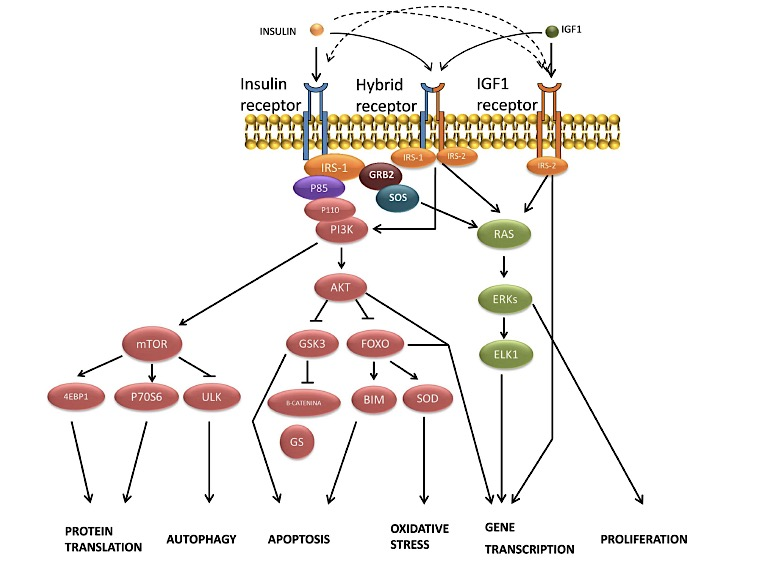 INSULIN
IGF1
Insulin
receptor
Hybrid
receptor
IGF1
receptor
IRS-1
IRS-1
IRS-2
IRS-2
GRB2
P85
SOS
P110
PI3K
RAS
AKT
ERKs
mTOR
GSK3
FOXO
ELK1
4EBP1
P70S6
ULK
B-CATENINA
BIM
SOD
GS
PROTEIN
TRANSLATION
AUTOPHAGY
APOPTOSIS
OXIDATIVE
STRESS
GENE
TRANSCRIPTION
PROLIFERATION